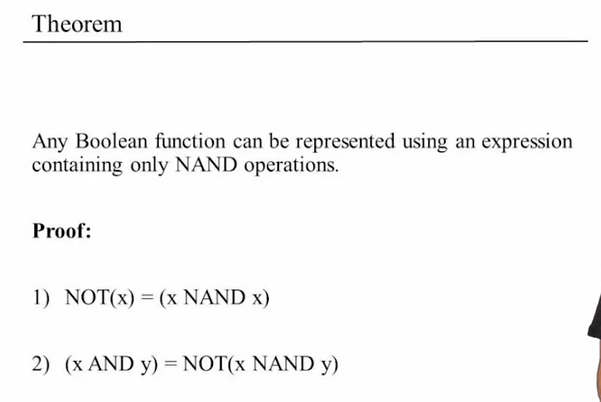 Theorem
Any Boolean function can be represented using an expression
containing only NAND operations.
Proof:
1) NOT(x) = (x NAND x)
2) (x AND y) = NOT(x NAND y)